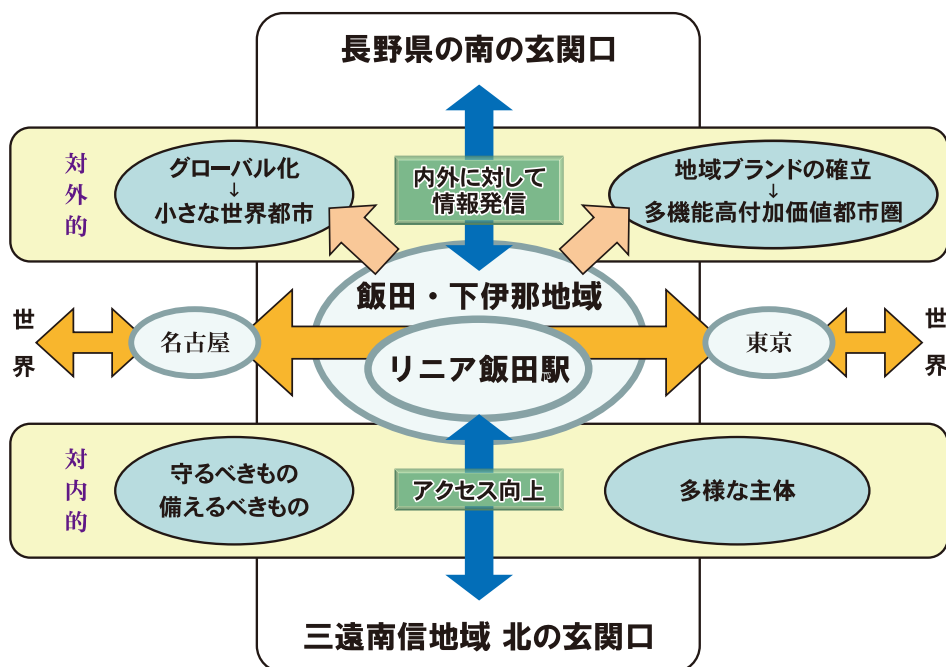 長野県の南の玄関口
対外的
グローバル化
↓
小さな世界都市
内外に対して
情報発信
地域ブランドの確立
↓
多機能高付加価値都市圏
飯田・下伊那地域
世界
名古屋
リニア飯田駅
東京
世界
対内的
守るべきもの
備えるべきもの
アクセス向上
多様な主体
三遠南信地域 北の玄関口